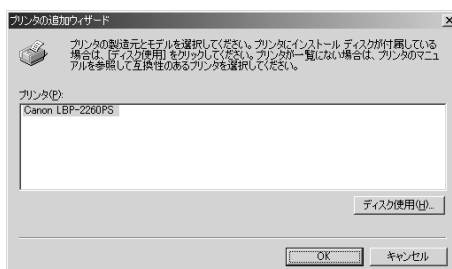 プリンタの追加ウィザード
プリンタの製造元とモデルを選択してください。プリンタにインストール ディスクが付属している
場合は、[ディスク使用] をクリックしてください。プリンタが一覧にない場合は、プリンタのマニュ
アルを参照して互換性のあるプリンタを選択してください。
プリンタ(P):
Canon LBP-2260PS
ディスク使用(H)...
OK
キャンセル